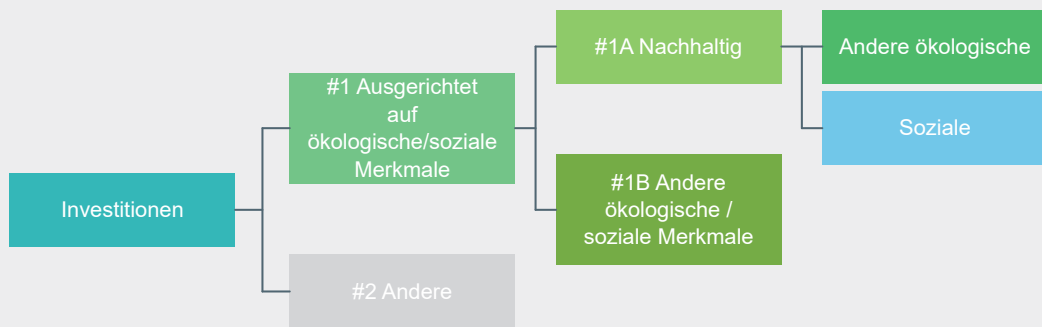 Investitionen
#1 Ausgerichtet
auf
ökologische/soziale
Merkmale
#2 Andere
#1A Nachhaltig
#1B Andere
ökologische /
soziale Merkmale
Andere ökologische
Soziale